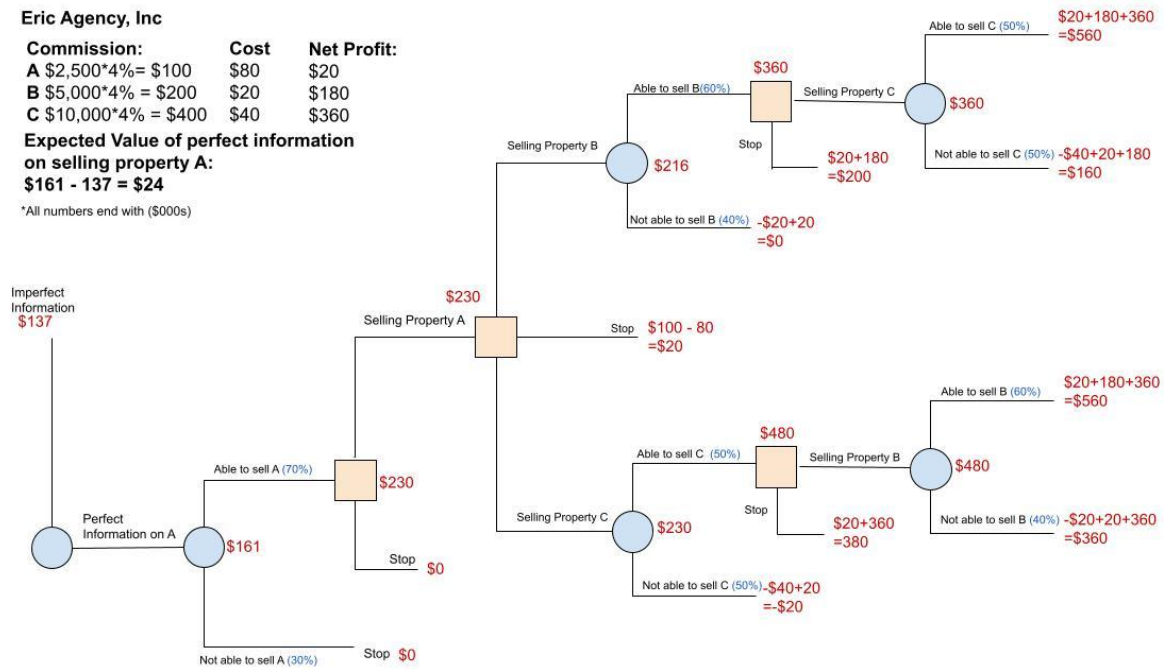 Eric Agency, Inc
Commission: Cost Net Profit:
A $2,500*4%= $100 $80 $20
B $5,000*4% = $200 $20 $180
C $10,000*4% = $400 $40 $360
Expected Value of perfect information
on selling property A:
$161 - 137 = $24
*All numbers end with ($000s)
Able to sell C (50%)
$20+180+360
=$560
$360
Able to sell B(60%)
Selling Property C
$360
Selling Property B
Stop
$216
$20+180
=$200
Not able to sell C (50%)
-$40+20+180
=$160
Not able to sell B (40%)
-$20+20
=$0
Imperfect
Information
$137
$230
Selling Property A
Stop
$100 - 80
=$20
Able to sell B (60%)
$20+180+360
=$560
$480
Able to sell C (50%)
Selling Property B
$480
Able to sell A (70%)
$230
Selling Property C
$230
Stop
$20+360
=380
Not able to sell B (40%)
-$20+20+360
=$360
Perfect
Information on A
$161
Stop
$0
Not able to sell C (50%)
-$40+20
=-$20
Not able to sell A (30%)
Stop
$0